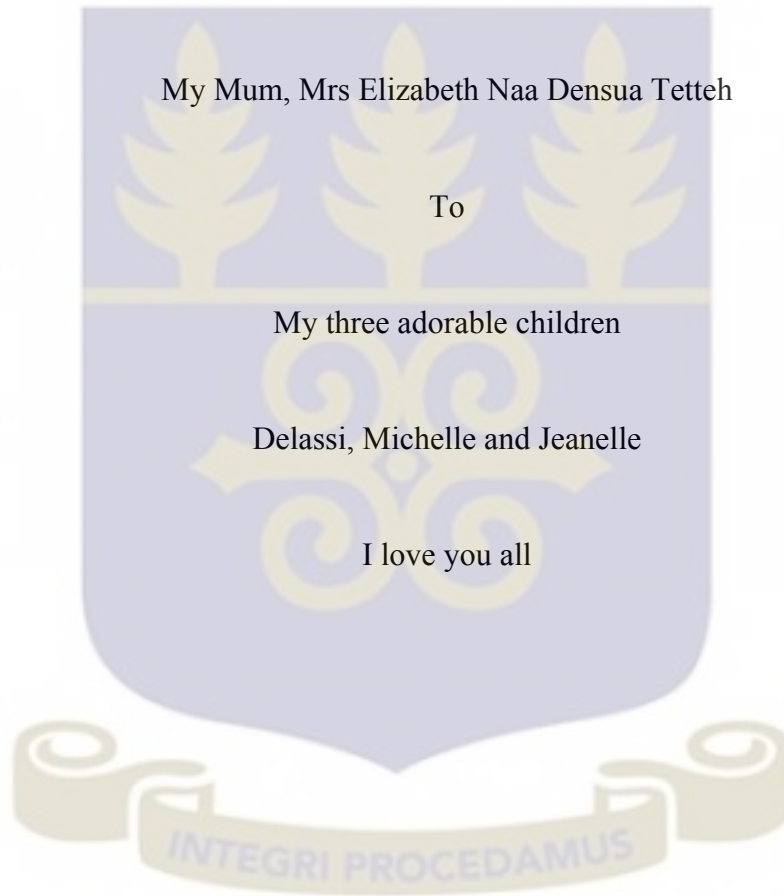 My Mum, Mrs Elizabeth Naa Densua Tetteh
To
My three adorable children
Delassi, Michelle and Jeanelle
I love you all
INTEGRI PROCEDAMUS